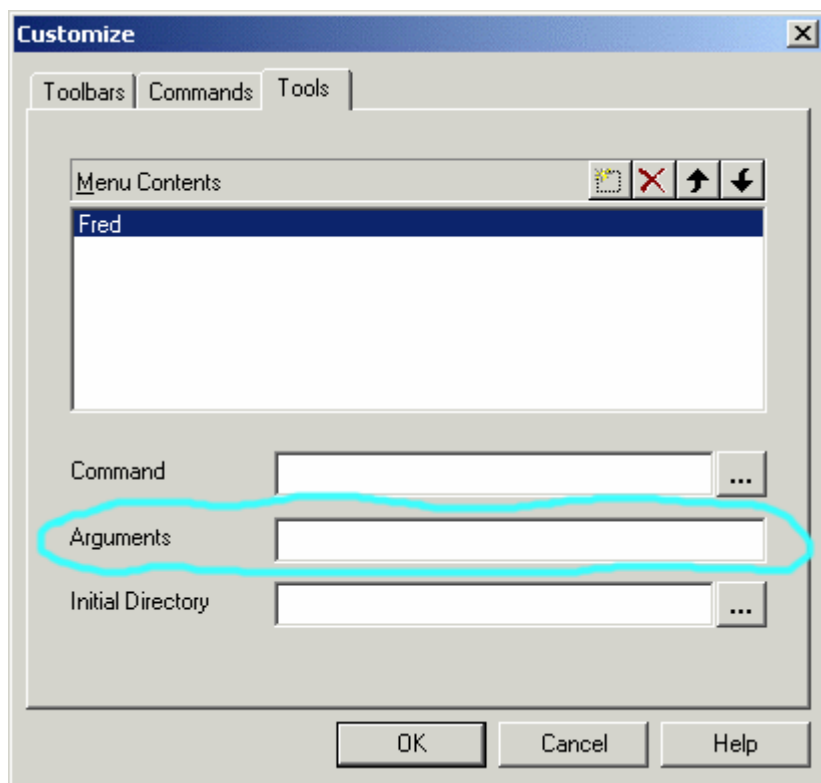 Customize
Toolbars Commands Tools
Menu Contents
Fred
Command ...
Arguments
Initial Directory ...
OK Cancel Help